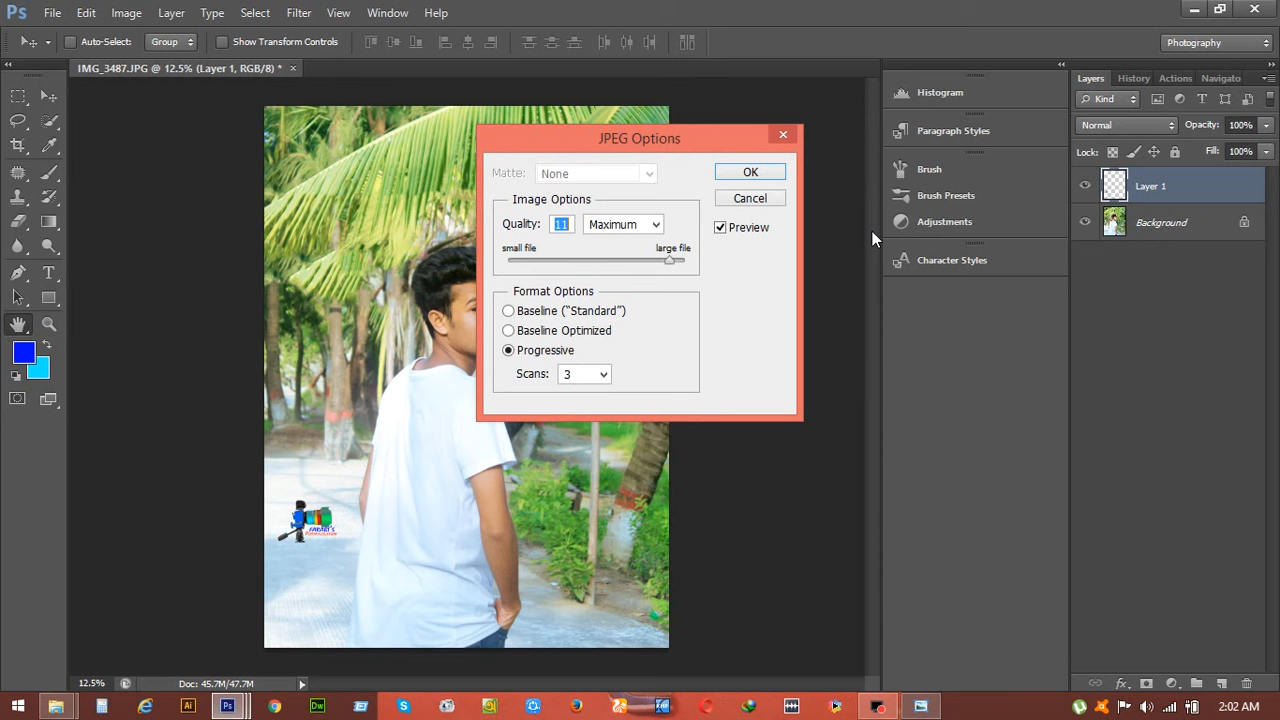 Ps File Edit Image Layer Type Select Filter View Window Help
Auto-Select: Group Show Transform Controls Photography
IMG_3487.JPG @ 12.5% (Layer 1, RGB/8) * ×
Layers History Actions Navigato
Histogram
Kind
Paragraph Styles
Normal Opacity: 100%
Lock: Fill: 100%
Brush
Brush Presets
Layer 1
Adjustments
Background
Character Styles
JPEG Options
Matte: None OK
Image Options Cancel
Quality: 11 Maximum Preview
small file large file
Format Options
Baseline ("Standard")
Baseline Optimized
Progressive
Scans: 3
12.5% Doc: 45.7M/47.7M
Ai Ps Dw
2:02 AM